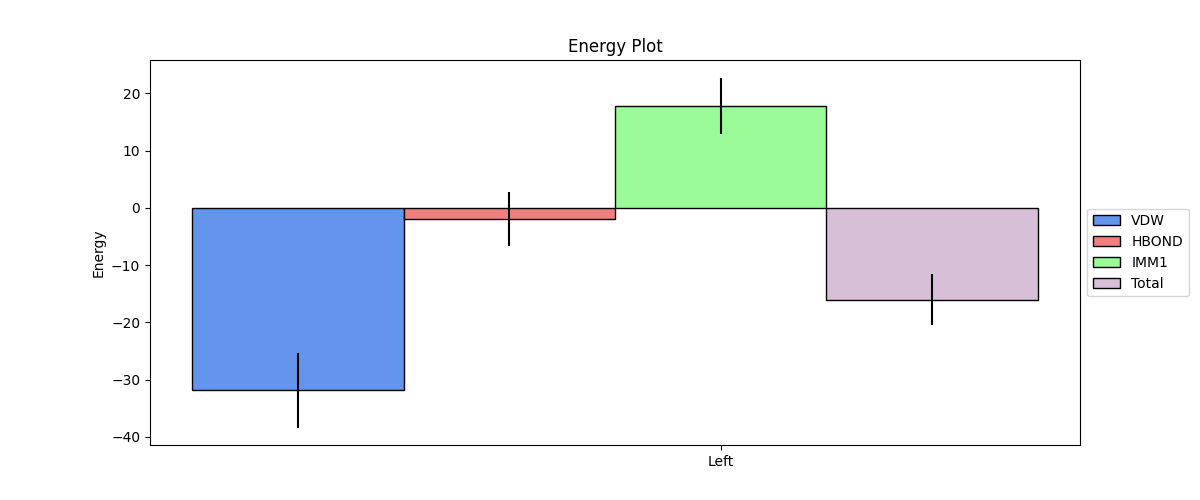 Energy Plot
20
10
0
−10
−20
−30
−40
Energy
Left
VDW
HBOND
IMM1
Total